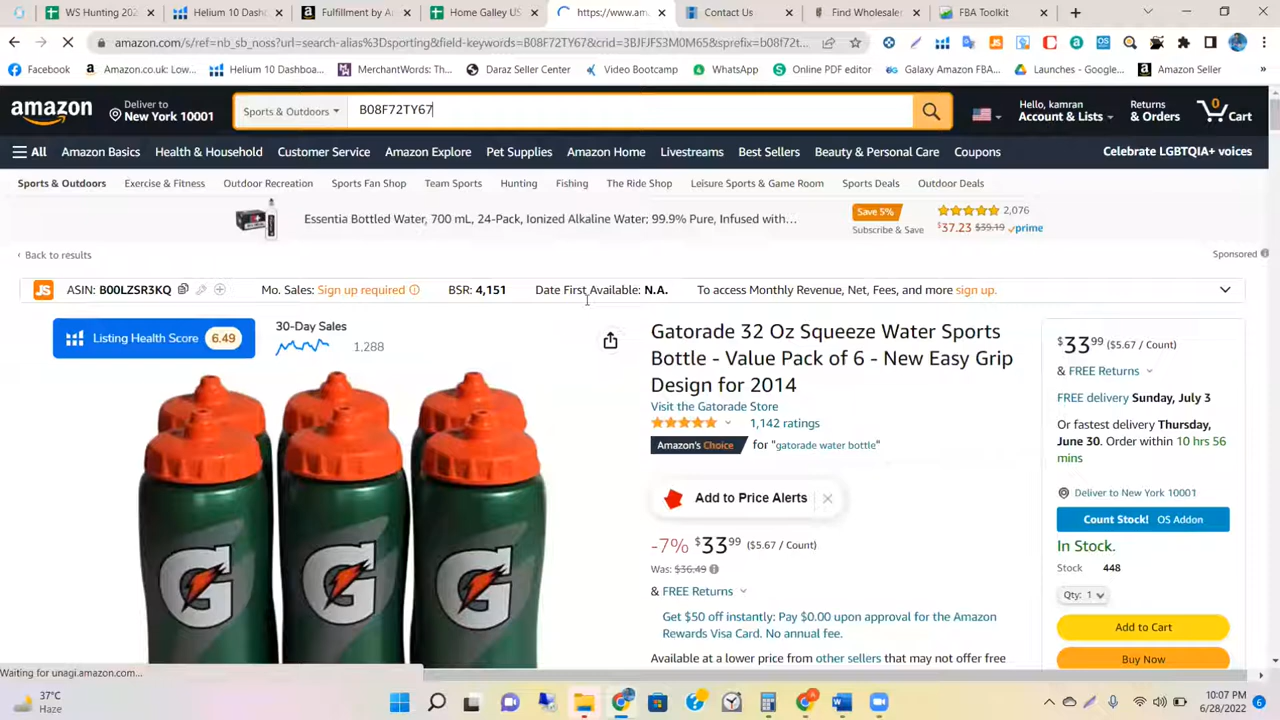 WS Hunting 202
Helium 10 Dash
Fulfillment by A
Home Galley US
https://www.am
Contact Us
Find Wholesaler
FBA Toolkit
amazon.com/s/ref=nb_sb_noss?url=search-alias%3Dsporting&field-keywords=B08F72TY67&crid=3BJFJFS3M0M65&sprefix=b08f72t...
Facebook
Amazon.co.uk: Low...
Helium 10 Dashboa...
MerchantWords: Th...
Daraz Seller Center
Video Bootcamp
WhatsApp
Online PDF editor
Galaxy Amazon FBA...
Launches - Google...
Amazon Seller
amazon
Deliver to
New York 10001
Sports & Outdoors
B08F72TY67
Hello, kamran
Account & Lists
Returns
& Orders
0
Cart
All
Amazon Basics
Health & Household
Customer Service
Amazon Explore
Pet Supplies
Amazon Home
Livestreams
Best Sellers
Beauty & Personal Care
Coupons
Celebrate LGBTQIA+ voices
Sports & Outdoors
Exercise & Fitness
Outdoor Recreation
Sports Fan Shop
Team Sports
Hunting
Fishing
The Ride Shop
Leisure Sports & Game Room
Sports Deals
Outdoor Deals
Essentia Bottled Water, 700 mL, 24-Pack, Ionized Alkaline Water; 99.9% Pure, Infused with...
Save 5%
Subscribe & Save
2,076
$37.23 $39.19 prime
‹ Back to results
Sponsored
JS
ASIN: B00LZSR3KQ
Mo. Sales: Sign up required
BSR: 4,151
Date First Available: N.A.
To access Monthly Revenue, Net, Fees, and more sign up.
Listing Health Score 6.49
30-Day Sales
1,288
Gatorade 32 Oz Squeeze Water Sports
Bottle - Value Pack of 6 - New Easy Grip
Design for 2014
Visit the Gatorade Store
1,142 ratings
Amazon's Choice for "gatorade water bottle"
Add to Price Alerts
-7% $33 99 ($5.67 / Count)
Was: $36.49
& FREE Returns
Get $50 off instantly: Pay $0.00 upon approval for the Amazon
Rewards Visa Card. No annual fee.
Available at a lower price from other sellers that may not offer free
G
G
G
$33 99 ($5.67 / Count)
& FREE Returns
FREE delivery Sunday, July 3
Or fastest delivery Thursday,
June 30. Order within 10 hrs 56
mins
Deliver to New York 10001
Count Stock! OS Addon
In Stock.
Stock 448
Qty: 1
Add to Cart
Buy Now
Waiting for unagi.amazon.com...
37°C
Haze
10:07 PM
6/28/2022
6